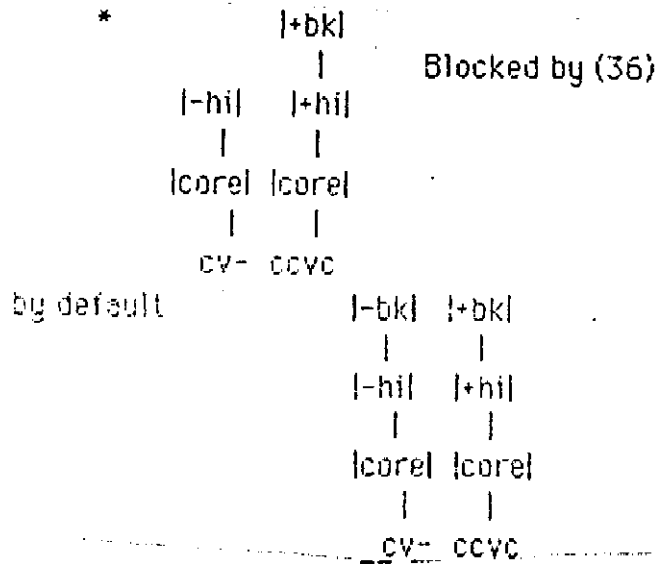 * |+bk|
Blocked by (36)
|-hi| |+hi|
|core| |core|
cv- ccvc
by default |-bk| |+bk|
|-hi| |+hi|
|core| |core|
cv- ccvc